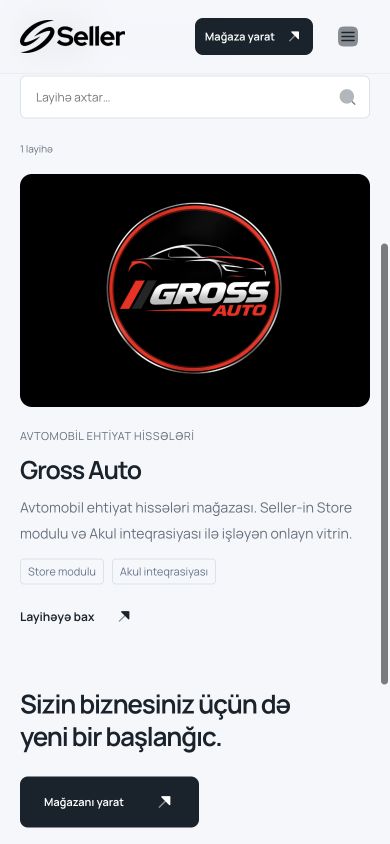 Seller
Mağaza yarat
Layihə axtar...
1 layihə
GROSS
AUTO
AVTOMOBİL EHTİYAT HİSSƏLƏRİ
Gross Auto
Avtomobil ehtiyat hissələri mağazası. Seller-in Store
modulu və Akul inteqrasiyası ilə işləyən onlayn vitrin.
Store modulu
Akul inteqrasiyası
Layihəyə bax
Sizin biznesiniz üçün də
yeni bir başlanğıc.
Mağazanı yarat